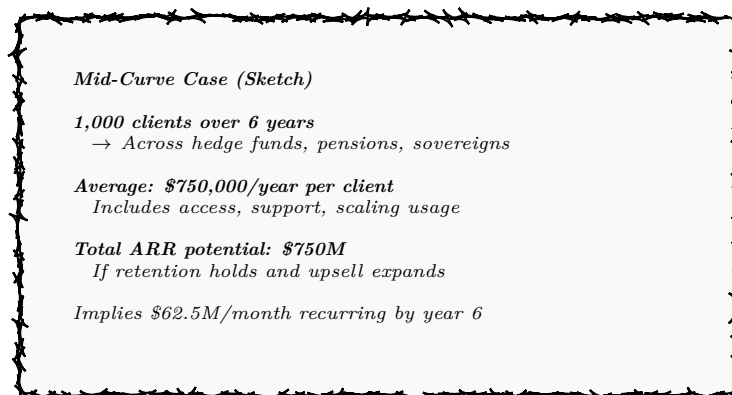 Mid-Curve Case (Sketch)
1,000 clients over 6 years
→ Across hedge funds, pensions, sovereigns
Average: $750,000/year per client
Includes access, support, scaling usage
Total ARR potential: $750M
If retention holds and upsell expands
Implies $62.5M/month recurring by year 6